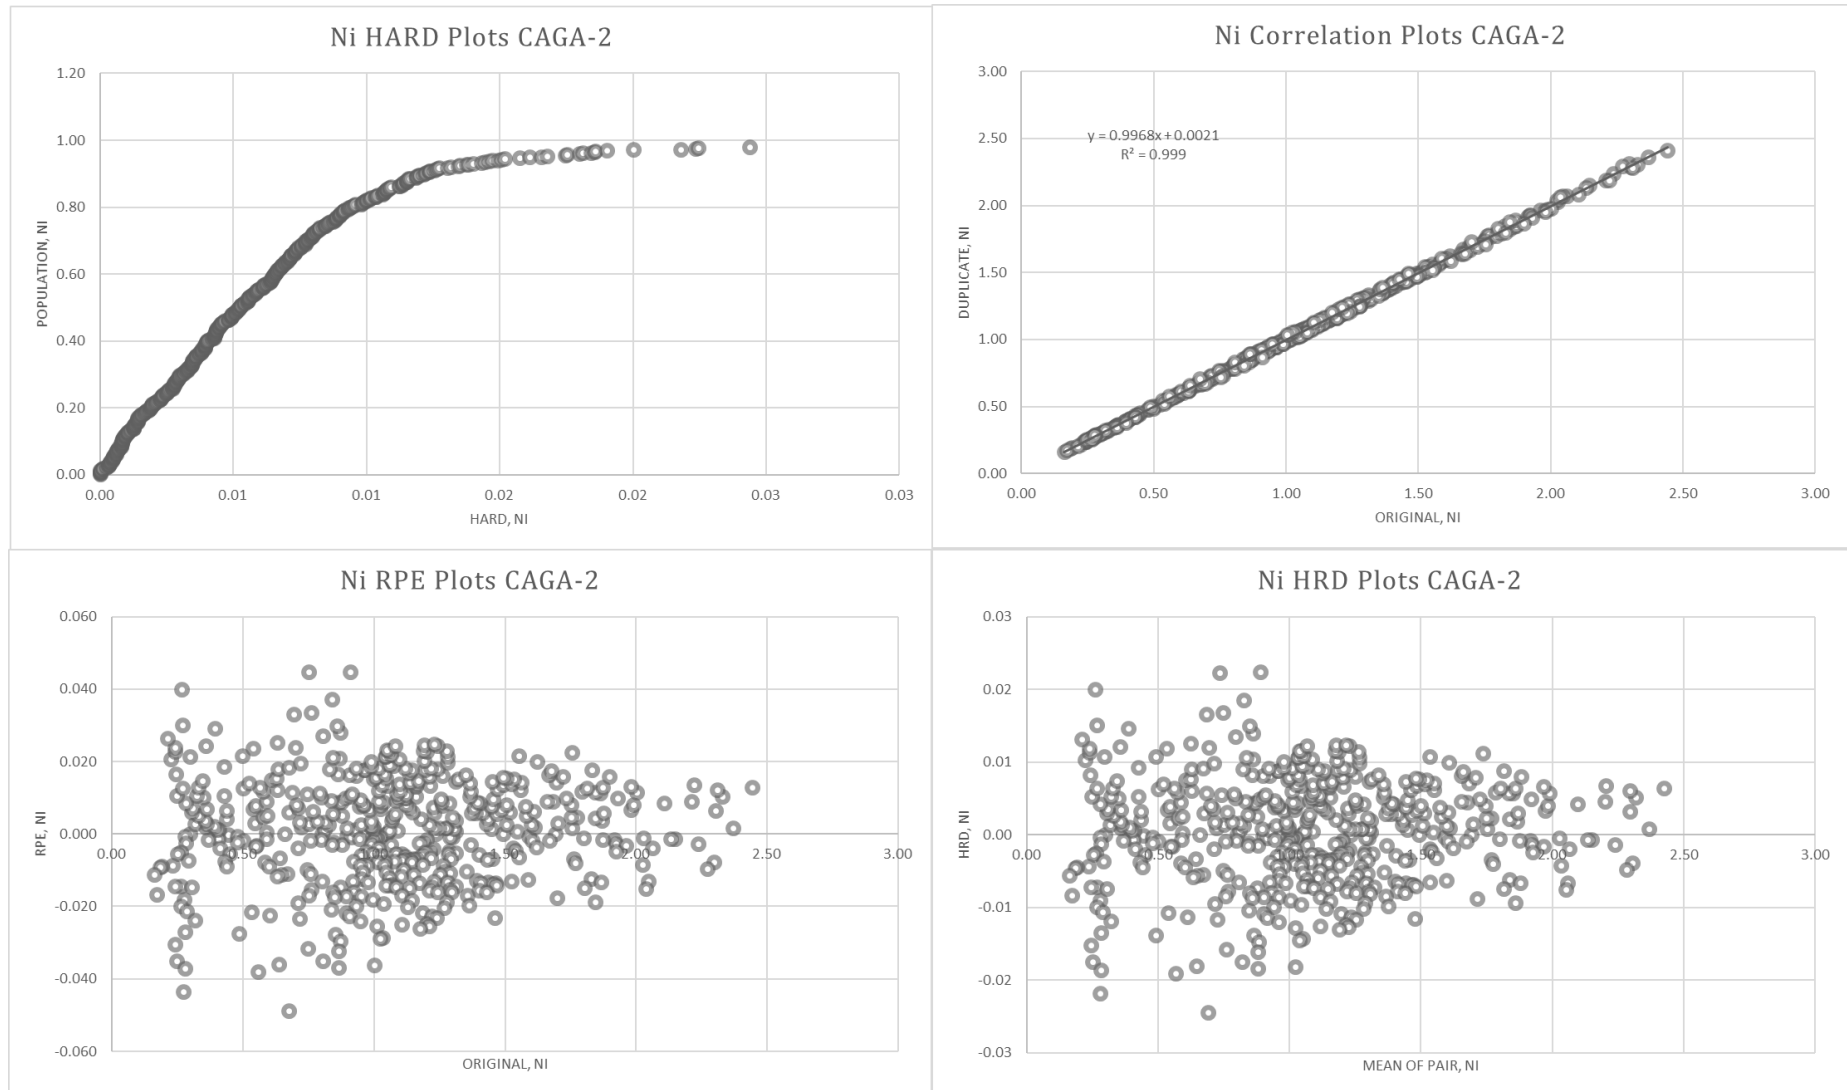 Ni HARD Plots CAGA-2
1.20
1.00
0.80
0.60
0.40
0.20
0.00
POPULATION, NI
0.00 0.01 0.01 0.02 0.02 0.03 0.03
HARD, NI
Ni Correlation Plots CAGA-2
3.00
2.50
2.00
1.50
1.00
0.50
0.00
DUPLICATE, NI
y = 0.9968x + 0.0021
R² = 0.999
0.00 0.50 1.00 1.50 2.00 2.50 3.00
ORIGINAL, NI
Ni RPE Plots CAGA-2
0.060
0.040
0.020
0.000
-0.020
-0.040
-0.060
RPE, NI
0.00 0.50 1.00 1.50 2.00 2.50 3.00
ORIGINAL, NI
Ni HRD Plots CAGA-2
0.03
0.02
0.01
0.00
-0.01
-0.02
-0.03
HRD, NI
0.00 0.50 1.00 1.50 2.00 2.50 3.00
MEAN OF PAIR, NI